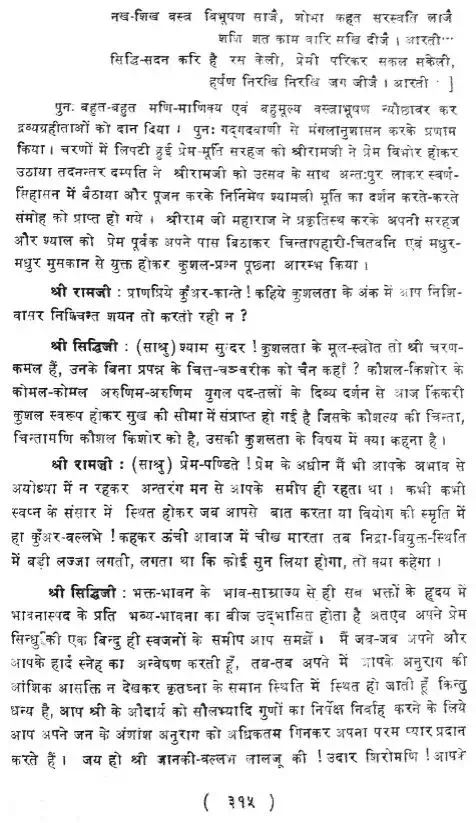 नख-शिख वस्त्र विभूषण साजै, शोभा कहत सरस्वति लाजै
शशि शत काम वारि सखि दीजै । आरती···
सिद्धि-सदन करि है रस केली, प्रेमी परिकर सकल सकेली,
हर्षण निरखि निरखि जग जीजै । आरती · ]
पुनः बहुत-बहुत मणि-माणिक्य एवं बहुमूल्य वस्त्राभूषण न्यौछावर कर
द्रव्यग्रहीताओं को दान दिया । पुनः गद्गदवाणी से मंगलानुशासन करके प्रणाम
किया । चरणों में लिपटी हुई प्रेम-मूर्ति सरहज को श्रीरामजी ने प्रेम विभोर होकर
उठाया तदनन्तर दम्पति ने श्रीरामजी को उत्सव के साथ अन्तःपुर लाकर स्वर्ण-
सिंहासन में बैठाया और पूजन करके निर्निमेष श्यामली मूर्ति का दर्शन करते-करते
संमोह को प्राप्त हो गये । श्रीराम जी महाराज ने प्रकृतिस्थ करके अपनी सरहज
और श्याल को प्रेम पूर्वक अपने पास बिठाकर चिन्तापहारी-चितवनि एवं मधुर-
मधुर मुसकान से युक्त होकर कुशल-प्रश्न पूछना आरम्भ किया ।
श्री रामजी : प्राणप्रिये कुँअर-कान्ते ! कहिये कुशलता के अंक में आप निशि-
वासर निश्चिन्त शयन तो करती रही न ?
श्री सिद्धिजी : (साश्रु) श्याम सुन्दर ! कुशलता के मूल-स्त्रोत तो श्री चरण-
कमल हैं, उनके बिना प्रपन्न के चित्त-चञ्चरीक को चैन कहाँ ? कौशल-किशोर के
कोमल-कोमल अरुणिम-अरुणिम युगल पद-तलों के दिव्य दर्शन से आज किंकरी
कुशल स्वरूप होकर सुख की सीमा में संप्राप्त हो गई है जिसके कौशल्य की चिन्ता,
चिन्तामणि कौशल किशोर को है, उसकी कुशलता के विषय में क्या कहना है ।
श्री रामजी : (साश्रु) प्रेम-पण्डिते ! प्रेम के अधीन मैं भी आपके अभाव से
अयोध्या में न रहकर अन्तरंग मन से आपके समीप ही रहता था । कभी कभी
स्वप्न के संसार में स्थित होकर जब आपसे बात करता या वियोग की स्मृति में
हा कुँअर-वल्लभे ! कहकर ऊंची आवाज में चीख मारता तब निद्रा-वियुक्त-स्थिति
में बड़ी लज्जा लगती, लगता था कि कोई सुन लिया होगा, तो क्या कहेगा ।
श्री सिद्धिजी : भक्त-भावन के भाव-साम्राज्य से ही सब भक्तों के हृदय में
भावनास्पद के प्रति भव्य-भावना का बीज उद्भासित होता है अतएव अपने प्रेम
सिन्धु की एक बिन्दु ही स्वजनों के समीप आप समझें । मैं जब-जब अपने और
आपके हार्द स्नेह का अन्वेषण करती हूँ, तब-तब अपने में आपके अनुराग की
आंशिक आसक्ति न देखकर कृतघ्ना के समान स्थिति में स्थित हो जाती हूँ किन्तु
धन्य है, आप श्री के औदार्य को सौलभ्यादि गुणों का निर्पेक्ष निर्वाह करने के लिये
आप अपने जन के अंशांश अनुराग को अधिकतम गिनकर अपना परम प्यार प्रदान
करते हैं । जय हो श्री जानकी-वल्लभ लालजू की ! उदार शिरोमणि ! आपके
( ३१५ )